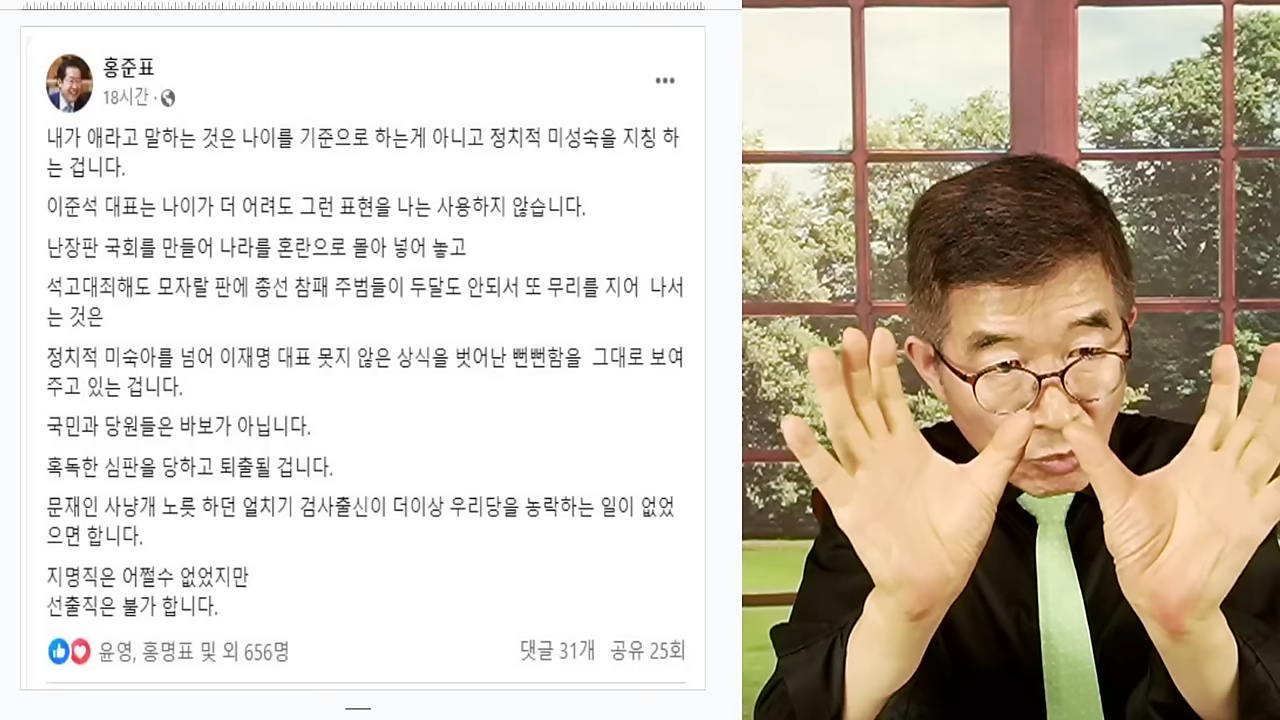 홍준표
18시간 ·
내가 애라고 말하는 것은 나이를 기준으로 하는게 아니고 정치적 미성숙을 지칭 하
는 겁니다.
이준석 대표는 나이가 더 어려도 그런 표현을 나는 사용하지 않습니다.
난장판 국회를 만들어 나라를 혼란으로 몰아 넣어 놓고
석고대죄해도 모자랄 판에 총선 참패 주범들이 두달도 안되서 또 무리를 지어 나서
는 것은
정치적 미숙아를 넘어 이재명 대표 못지 않은 상식을 벗어난 뻔뻔함을 그대로 보여
주고 있는 겁니다.
국민과 당원들은 바보가 아닙니다.
혹독한 심판을 당하고 퇴출될 겁니다.
문재인 사냥개 노릇 하던 얼치기 검사출신이 더이상 우리당을 농락하는 일이 없었
으면 합니다.
지명직은 어쩔수 없었지만
선출직은 불가 합니다.
윤영, 홍명표 및 외 656명
댓글 31개 공유 25회